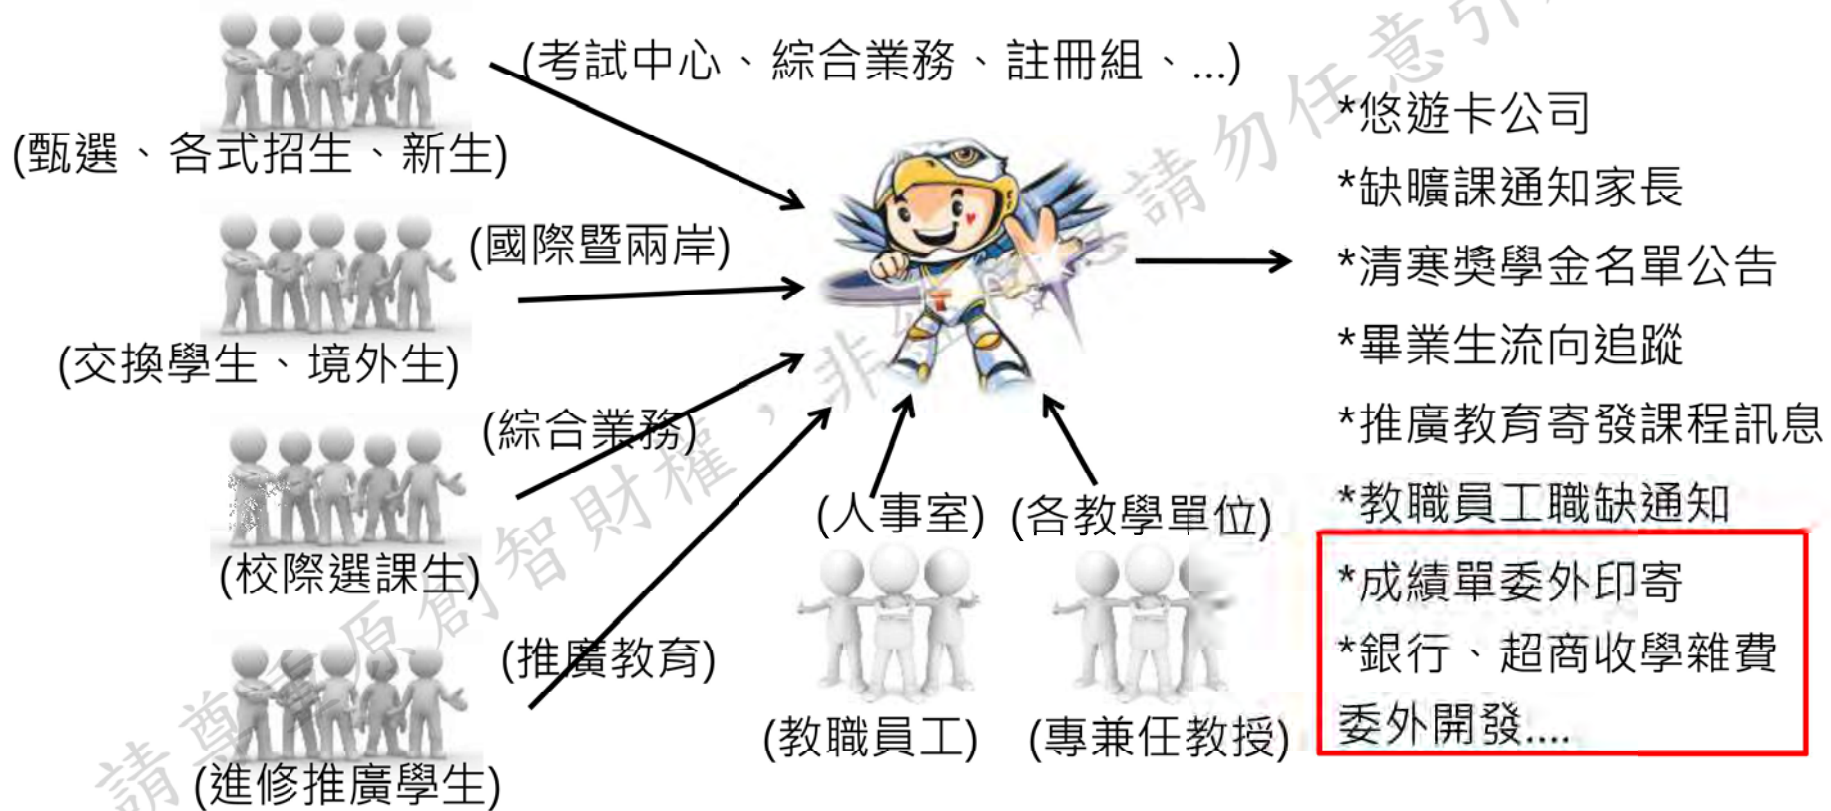 (考試中心、綜合業務、註冊組、...)
(甄選、各式招生、新生)
(國際暨兩岸)
(交換學生、境外生)
(綜合業務)
(校際選課生)
(推廣教育)
(進修推廣學生)
(人事室)
(各教學單位)
(教職員工)
(專兼任教授)
*悠遊卡公司
*缺曠課通知家長
*清寒獎學金名單公告
*畢業生流向追蹤
*推廣教育寄發課程訊息
*教職員工職缺通知
*成績單委外印寄
*銀行、超商收學雜費
委外開發....
T
請尊重原創智財權，非
請勿任意引